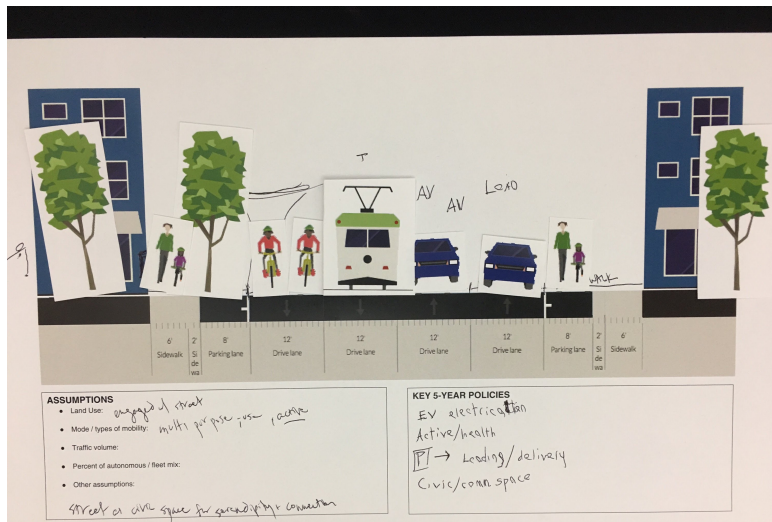 T
AV
AV
LOAD
WALK
6' 2' 8' 12' 12' 12' 12' 8' 2' 6'
Sidewalk Si de wa Parking lane Drive lane Drive lane Drive lane Drive lane Parking lane Si de wa Sidewalk
ASSUMPTIONS
• Land Use: engaged street
• Mode / types of mobility: multi purpose, use, active
• Traffic volume:
• Percent of autonomous / fleet mix:
• Other assumptions:
street as civic space for serendipity + connection
KEY 5-YEAR POLICIES
EV electrication
Active/health
P → Loading/delivery
Civic/comm space